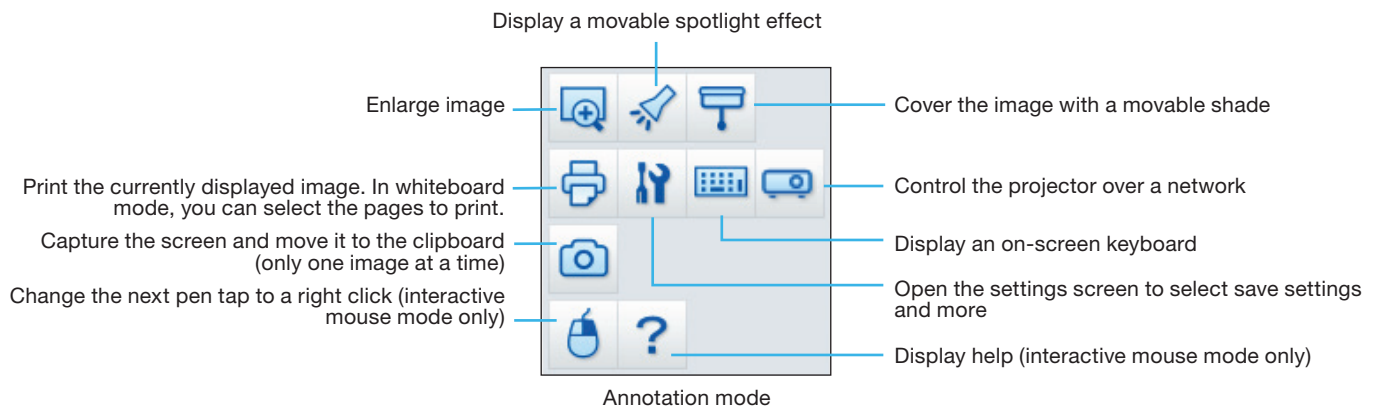 Display a movable spotlight effect
Enlarge image
Cover the image with a movable shade
Print the currently displayed image. In whiteboard
mode, you can select the pages to print.
Control the projector over a network
Capture the screen and move it to the clipboard
(only one image at a time)
Display an on-screen keyboard
Change the next pen tap to a right click (interactive
mouse mode only)
Open the settings screen to select save settings
and more
?
Display help (interactive mouse mode only)
Annotation mode